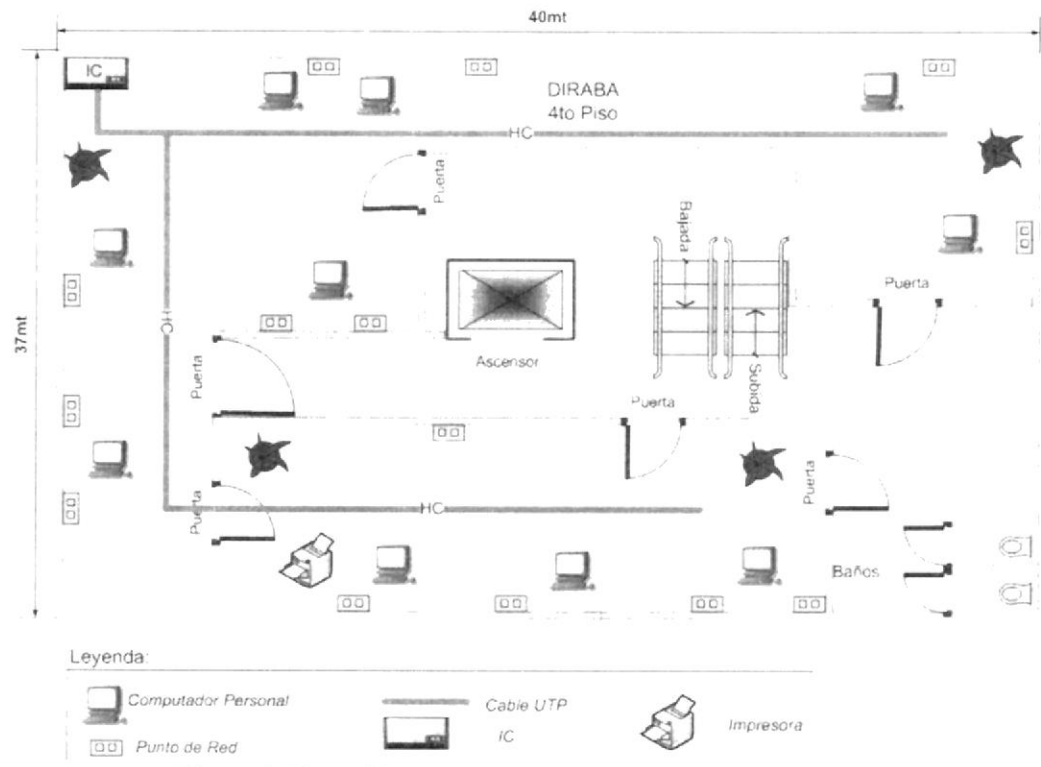 40mt
IC
DIRABA
4to Piso
HC
Puerta
Bajada
Puerta
37mt
HC
Ascensor
Puerta
Subida
Puerta
Puerta
Puerta
HC
Baños
Leyenda:
Computador Personal
Cable UTP
Impresora
IC
Punto de Red